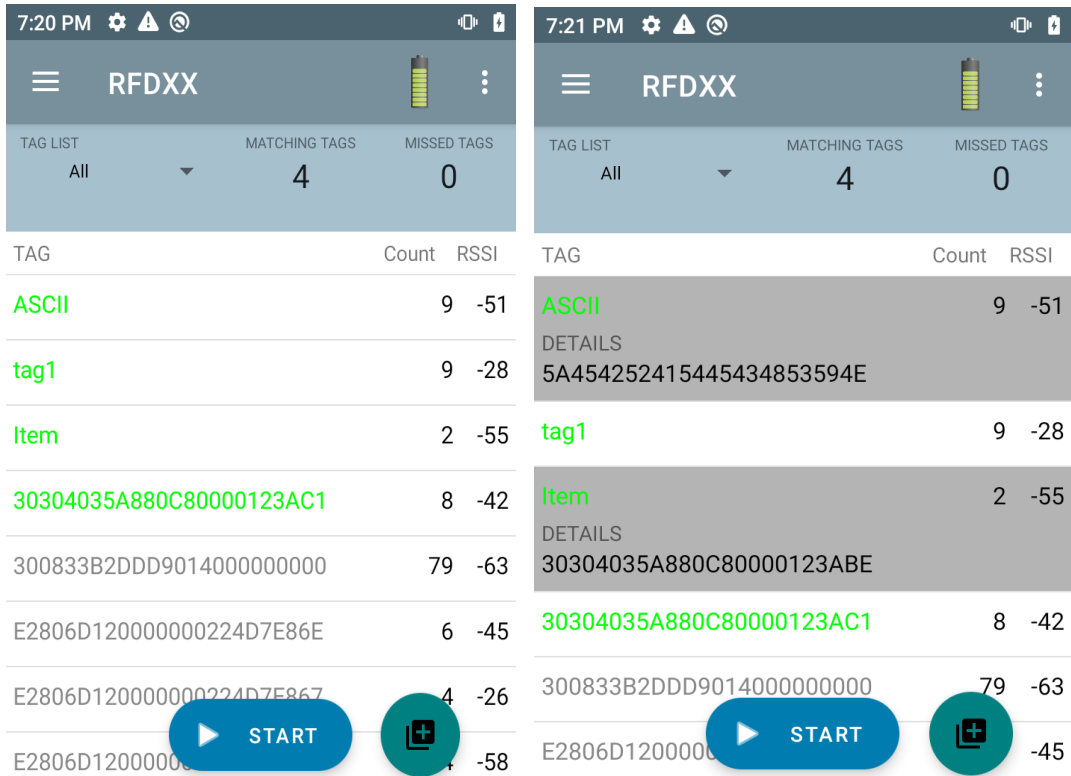 7:20 PM
RFDXX
TAG LIST MATCHING TAGS MISSED TAGS
All 4 0
TAG Count RSSI
ASCII 9 -51
tag1 9 -28
Item 2 -55
30304035A880C80000123AC1 8 -42
300833B2DDD9014000000000 79 -63
E2806D120000000224D7E86E 6 -45
E2806D120000000224D7E867 4 -26
START
-58
7:21 PM
RFDXX
TAG LIST MATCHING TAGS MISSED TAGS
All 4 0
TAG Count RSSI
ASCII 9 -51
DETAILS
5A454252415445434853594E
tag1 9 -28
Item 2 -55
DETAILS
30304035A880C80000123ABE
30304035A880C80000123AC1 8 -42
300833B2DDD9014000000000 79 -63
START
-45